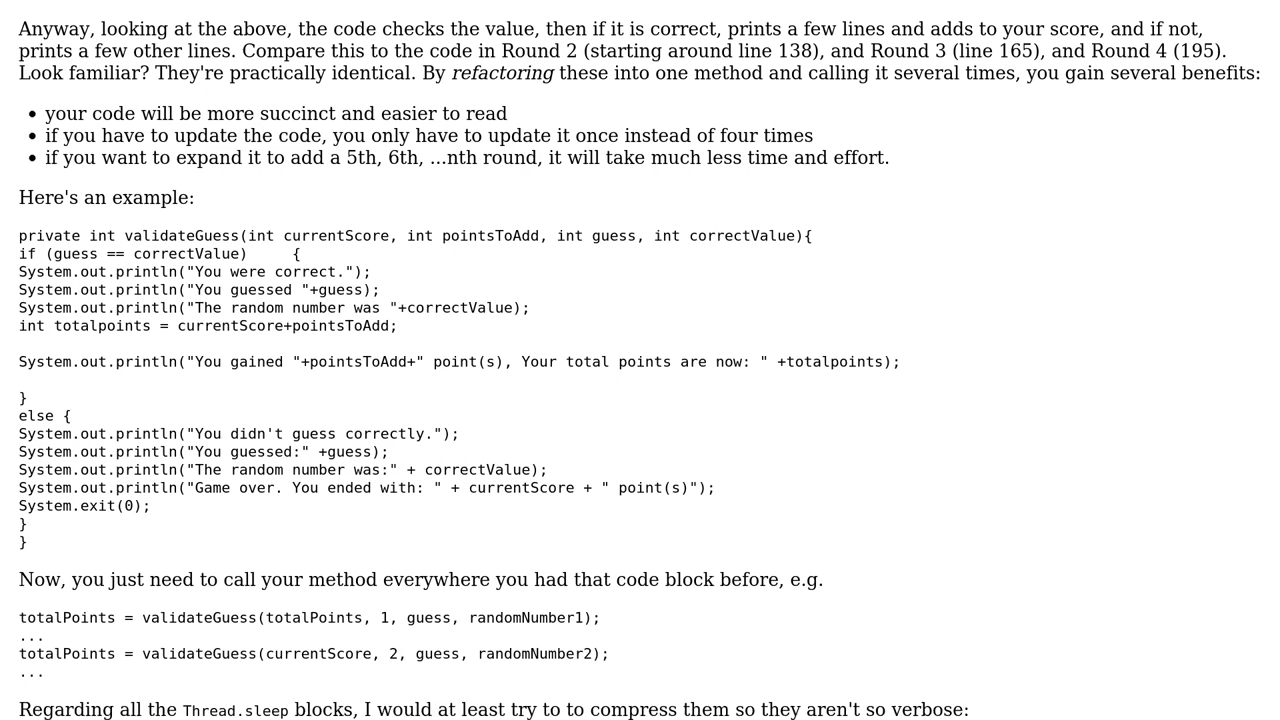 Anyway, looking at the above, the code checks the value, then if it is correct, prints a few lines and adds to your score, and if not,
prints a few other lines. Compare this to the code in Round 2 (starting around line 138), and Round 3 (line 165), and Round 4 (195).
Look familiar? They're practically identical. By refactoring these into one method and calling it several times, you gain several benefits:
• your code will be more succinct and easier to read
• if you have to update the code, you only have to update it once instead of four times
• if you want to expand it to add a 5th, 6th, ...nth round, it will take much less time and effort.
Here's an example:
private int validateGuess(int currentScore, int pointsToAdd, int guess, int correctValue){
if (guess == correctValue)     {
System.out.println("You were correct.");
System.out.println("You guessed "+guess);
System.out.println("The random number was "+correctValue);
int totalpoints = currentScore+pointsToAdd;
System.out.println("You gained "+pointsToAdd+" point(s), Your total points are now: " +totalpoints);
}
else {
System.out.println("You didn't guess correctly.");
System.out.println("You guessed:" +guess);
System.out.println("The random number was:" + correctValue);
System.out.println("Game over. You ended with: " + currentScore + " point(s)");
System.exit(0);
}
}
Now, you just need to call your method everywhere you had that code block before, e.g.
totalPoints = validateGuess(totalPoints, 1, guess, randomNumber1);
...
totalPoints = validateGuess(currentScore, 2, guess, randomNumber2);
...
Regarding all the Thread.sleep blocks, I would at least try to to compress them so they aren't so verbose: